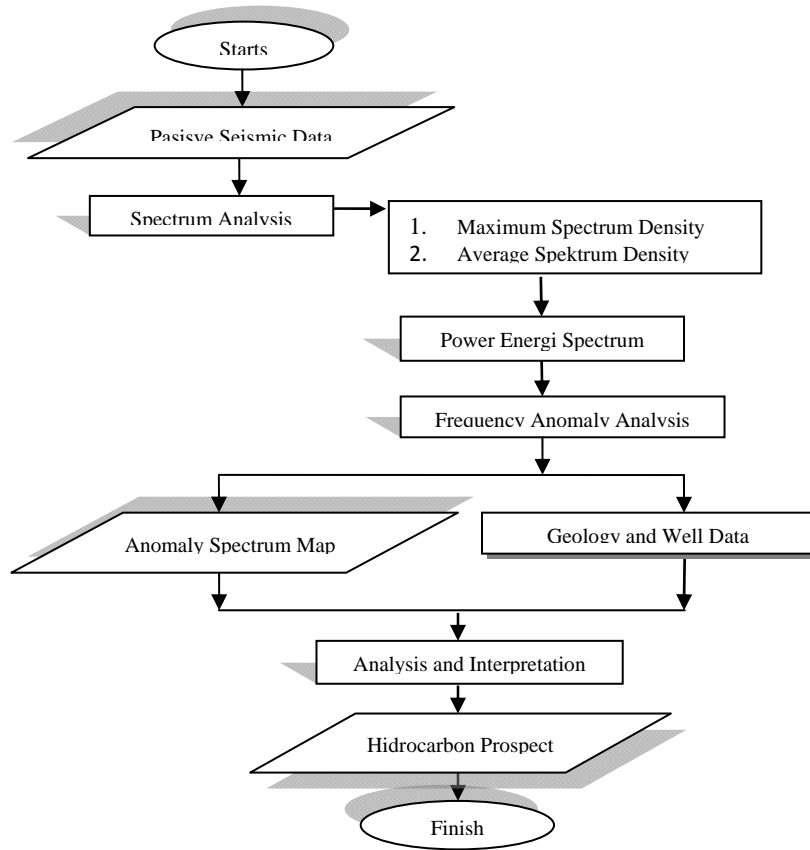 Starts
Pasisve Seismic Data
Spectrum Analysis
1. Maximum Spectrum Density
2. Average Spektrum Density
Power Energi Spectrum
Frequency Anomaly Analysis
Anomaly Spectrum Map
Geology and Well Data
Analysis and Interpretation
Hidrocarbon Prospect
Finish